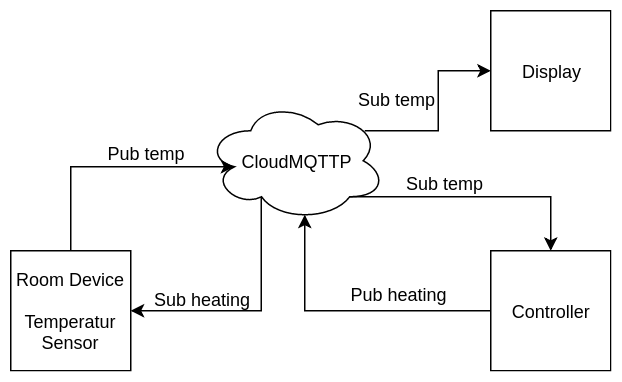 Display
Sub temp
CloudMQTTP
Pub temp
Sub temp
Room Device
Temperatur
Sensor
Sub heating
Pub heating
Controller